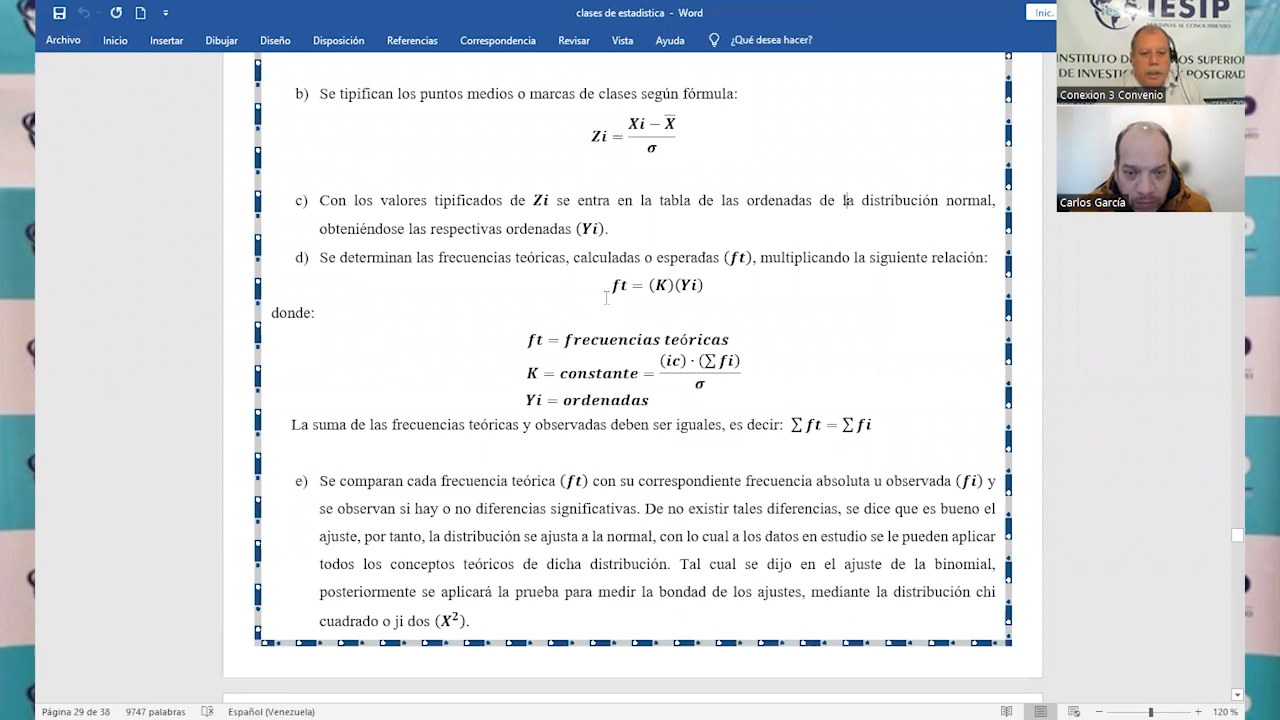 clases de estadistica - Word
Inic.
Archivo Inicio Insertar Dibujar Diseño Disposición Referencias Correspondencia Revisar Vista Ayuda ¿Qué desea hacer?
IESIP
VENTANAS AL CONOCIMIENTO
INSTITUTO SUPERIOR
DE POSTGRAD
Conexion 3 Convenio
Carlos García
b) Se tipifican los puntos medios o marcas de clases según fórmula:
Zi = (Xi − X̅) / σ
c) Con los valores tipificados de Zi se entra en la tabla de las ordenadas de la distribución normal,
obteniéndose las respectivas ordenadas (Yi).
d) Se determinan las frecuencias teóricas, calculadas o esperadas (ft), multiplicando la siguiente relación:
ft = (K)(Yi)
donde:
ft = frecuencias teóricas
K = constante = (ic) · (∑ fi) / σ
Yi = ordenadas
La suma de las frecuencias teóricas y observadas deben ser iguales, es decir: ∑ ft = ∑ fi
e) Se comparan cada frecuencia teórica (ft) con su correspondiente frecuencia absoluta u observada (fi) y
se observan si hay o no diferencias significativas. De no existir tales diferencias, se dice que es bueno el
ajuste, por tanto, la distribución se ajusta a la normal, con lo cual a los datos en estudio se le pueden aplicar
todos los conceptos teóricos de dicha distribución. Tal cual se dijo en el ajuste de la binomial,
posteriormente se aplicará la prueba para medir la bondad de los ajustes, mediante la distribución chi
cuadrado o ji dos (X²).
Página 29 de 38 9747 palabras Español (Venezuela) 120 %